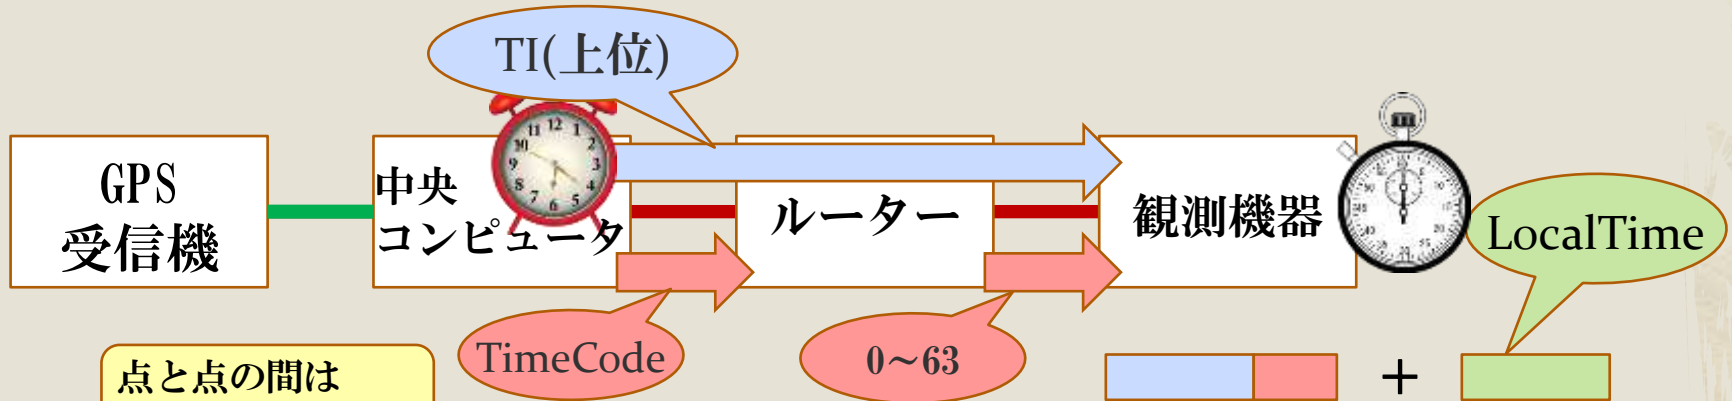 TI(上位)
GPS
受信機
中央
コンピュータ
ルーター
観測機器
LocalTime
TimeCode
0～63
+
点と点の間は